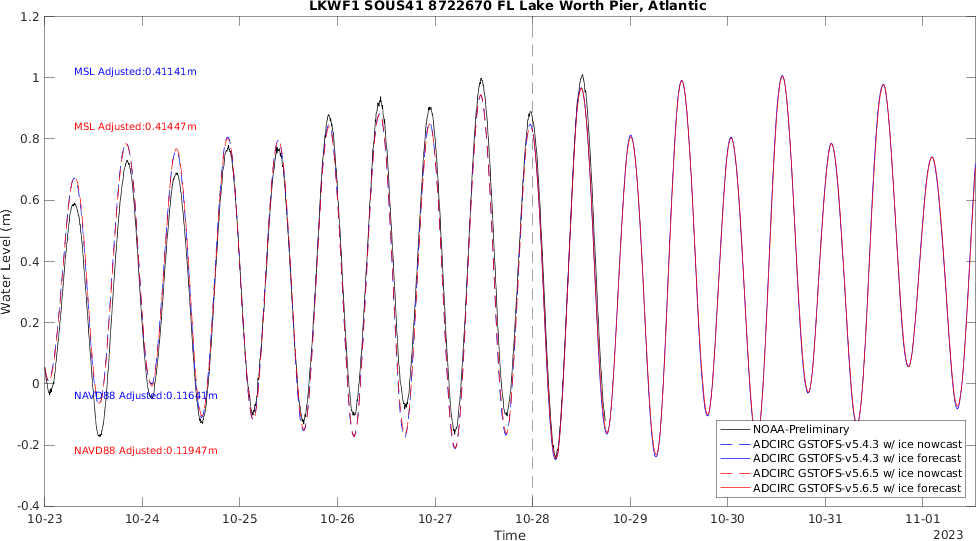 LKWF1 SOUS41 8722670 FL Lake Worth Pier, Atlantic
1.2
1
0.8
0.6
0.4
0.2
0
-0.2
-0.4
Water Level (m)
MSL Adjusted:0.41141m
MSL Adjusted:0.41447m
NAVD88 Adjusted:0.11641m
NAVD88 Adjusted:0.11947m
NOAA-Preliminary
ADCIRC GSTOFS-v5.4.3 w/ ice nowcast
ADCIRC GSTOFS-v5.4.3 w/ ice forecast
ADCIRC GSTOFS-v5.6.5 w/ ice nowcast
ADCIRC GSTOFS-v5.6.5 w/ ice forecast
10-23 10-24 10-25 10-26 10-27 10-28 10-29 10-30 10-31 11-01
Time
2023